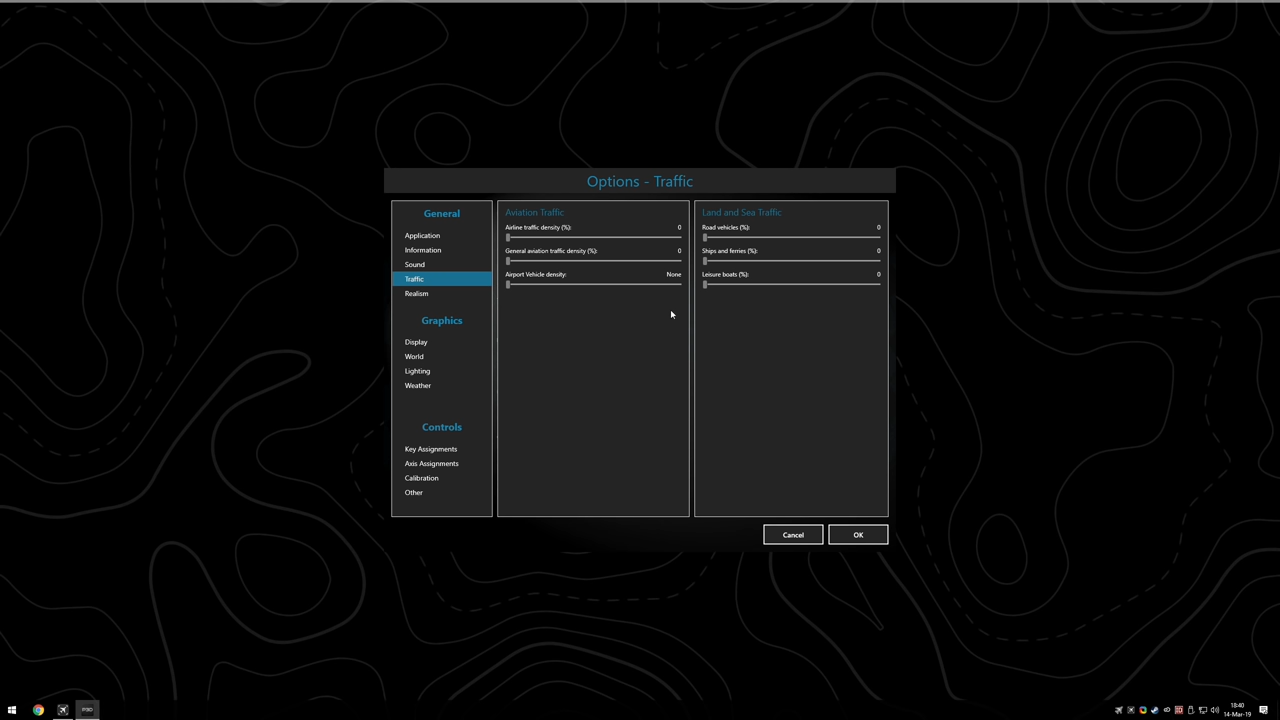 Options - Traffic
General
Application
Information
Sound
Traffic
Realism
Graphics
Display
World
Lighting
Weather
Controls
Key Assignments
Axis Assignments
Calibration
Other
Aviation Traffic
Airline traffic density (%): 0
General aviation traffic density (%): 0
Airport Vehicle density: None
Land and Sea Traffic
Road vehicles (%): 0
Ships and ferries (%): 0
Leisure boats (%): 0
Cancel
OK
P3D
18:40
14-Mar-19